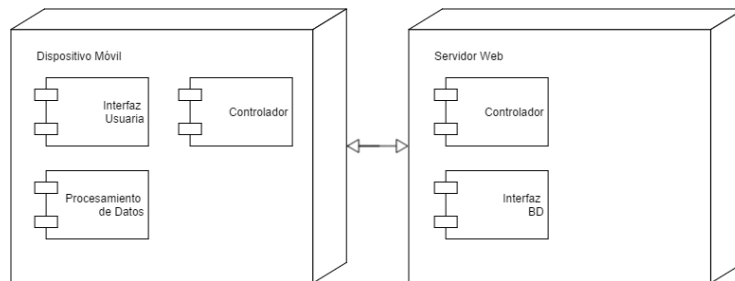 Dispositivo Móvil
Interfaz
Usuaria
Controlador
Procesamiento
de Datos
Servidor Web
Controlador
Interfaz
BD